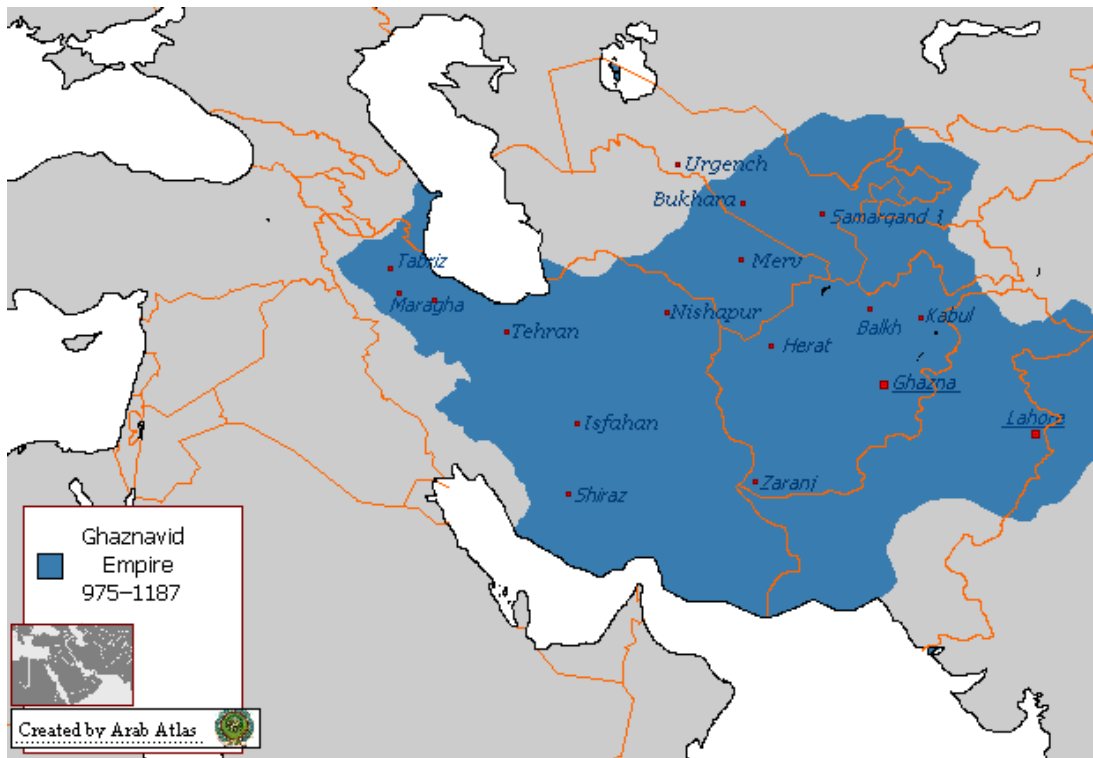 Urgench
Bukhara
Samarqand
Tabriz
Merv
Maragha
Nishapur
Balkh
Kabul
Tehran
Herat
Ghazna
Lahore
Isfahan
Zaranj
Shiraz
Ghaznavid
Empire
975-1187
Created by Arab Atlas